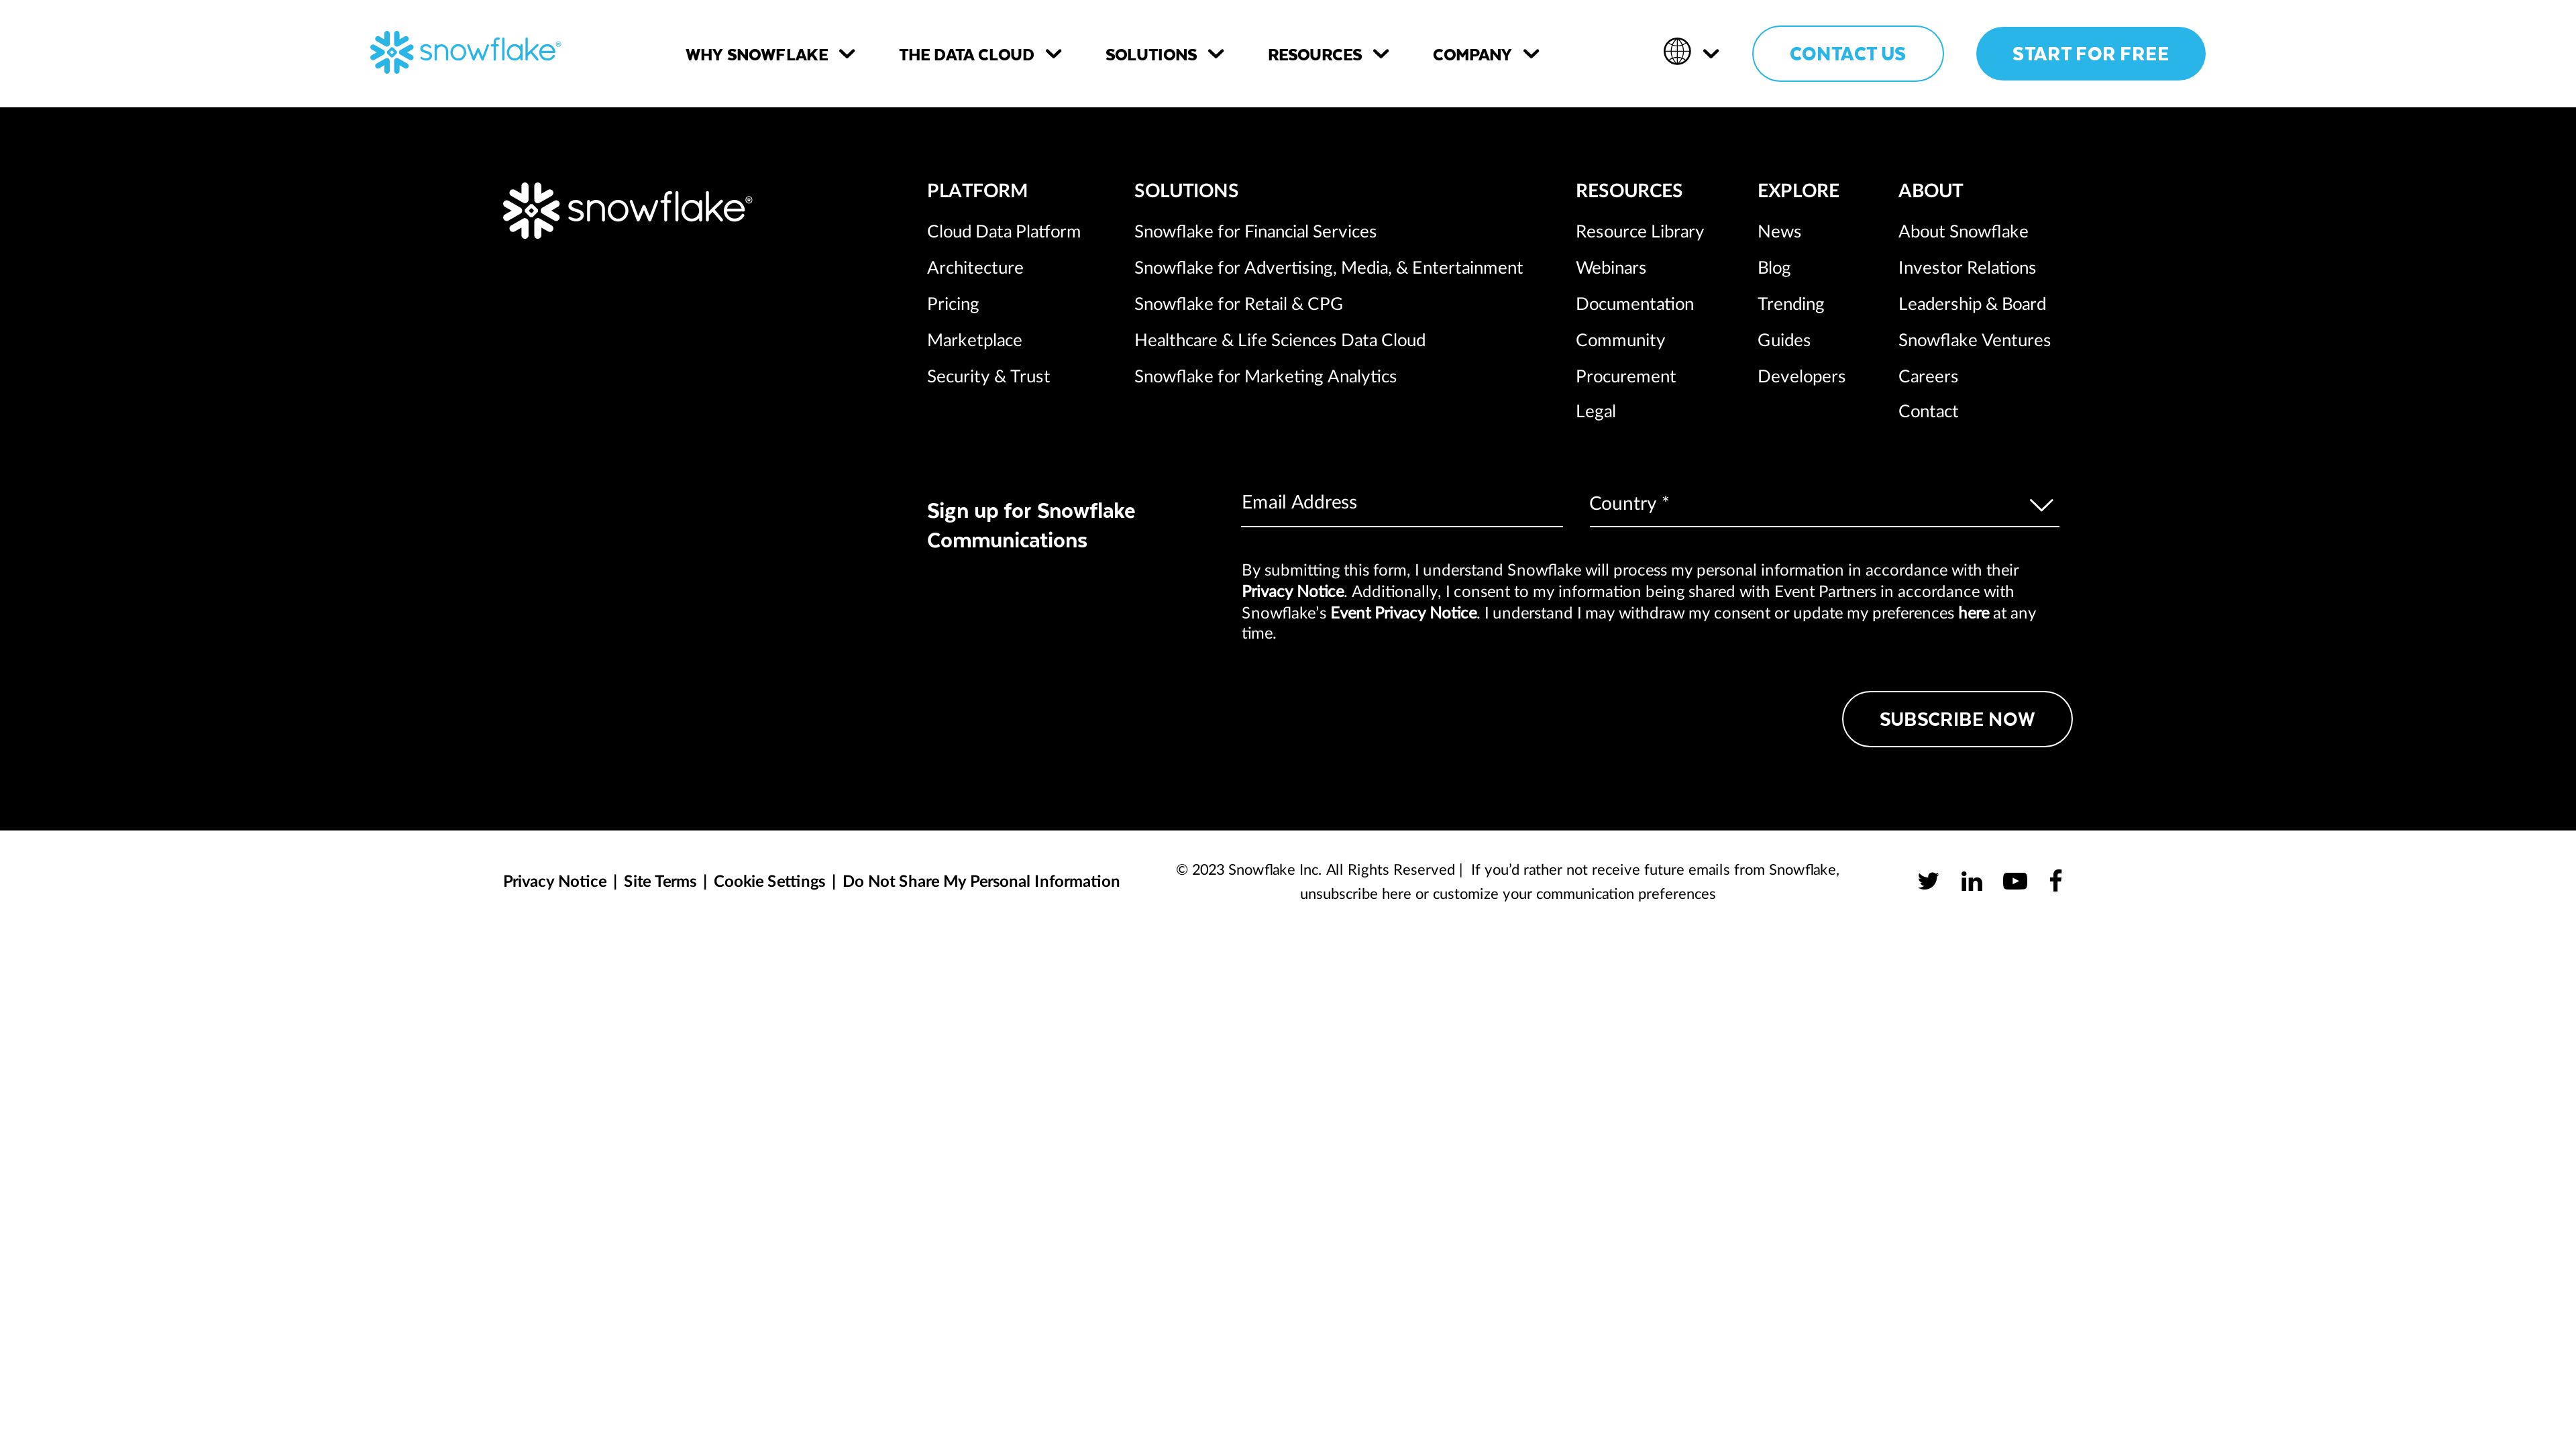 snowflake®
WHY SNOWFLAKE
THE DATA CLOUD
SOLUTIONS
RESOURCES
COMPANY
CONTACT US
START FOR FREE
snowflake®
PLATFORM
Cloud Data Platform
Architecture
Pricing
Marketplace
Security & Trust
SOLUTIONS
Snowflake for Financial Services
Snowflake for Advertising, Media, & Entertainment
Snowflake for Retail & CPG
Healthcare & Life Sciences Data Cloud
Snowflake for Marketing Analytics
RESOURCES
Resource Library
Webinars
Documentation
Community
Procurement
Legal
EXPLORE
News
Blog
Trending
Guides
Developers
ABOUT
About Snowflake
Investor Relations
Leadership & Board
Snowflake Ventures
Careers
Contact
Sign up for Snowflake
Communications
Email Address
Country *
By submitting this form, I understand Snowflake will process my personal information in accordance with their
Privacy Notice. Additionally, I consent to my information being shared with Event Partners in accordance with
Snowflake’s Event Privacy Notice. I understand I may withdraw my consent or update my preferences here at any
time.
SUBSCRIBE NOW
Privacy Notice | Site Terms | Cookie Settings | Do Not Share My Personal Information
© 2023 Snowflake Inc. All Rights Reserved | If you’d rather not receive future emails from Snowflake,
unsubscribe here or customize your communication preferences